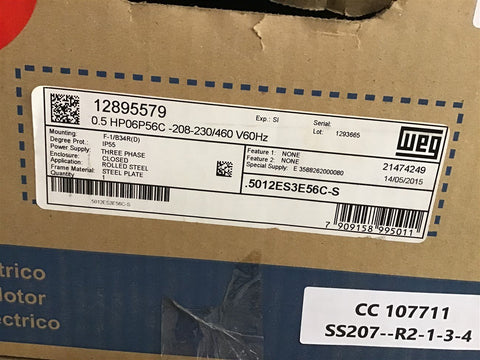 12895579
0.5 HP06P56C -208-230/460 V60Hz
Exp.: SI
Serial:
Lot: 1293665
WEG
Mounting: F-1/B34R(D)
Degree Prot.: IP55
Power Supply: THREE PHASE
Enclosure: CLOSED
Application: ROLLED STEEL
Frame Material: STEEL PLATE
Quantity 1
Feature 1: NONE
Feature 2: NONE
Special Feature: E 3588262000080
21474249
14/05/2015
.5012ES3E56C-S
.5012ES3E56C-S
7 909158 995011
ctrico
Motor
ectrico
CC 107711
SS207--R2-1-3-4